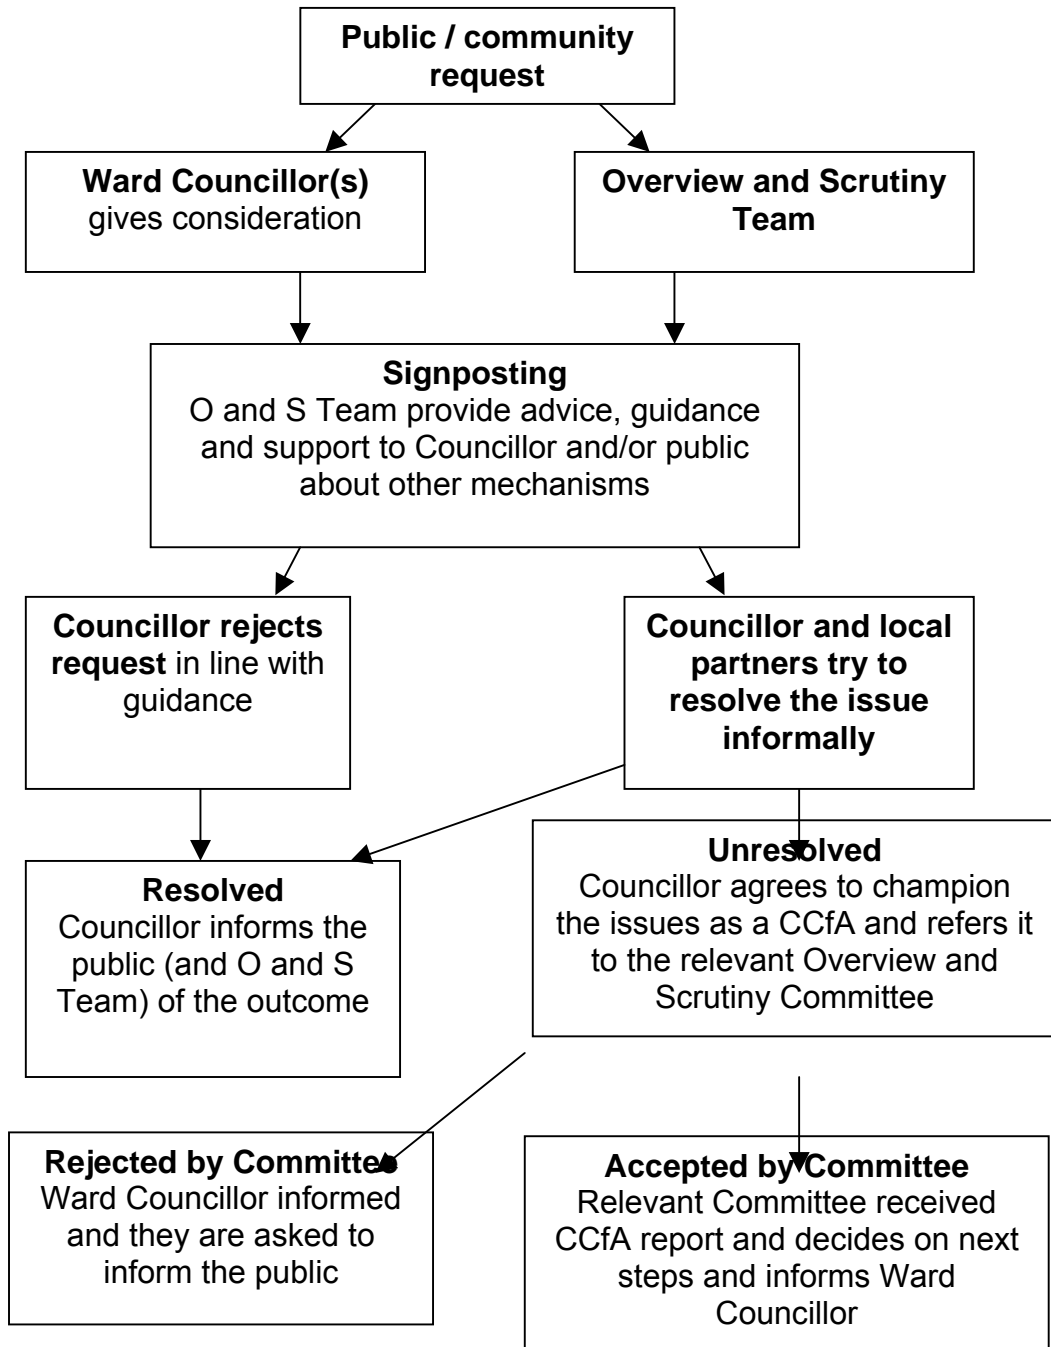 Public / community
request
Ward Councillor(s)
gives consideration
Overview and Scrutiny
Team
Signposting
O and S Team provide advice, guidance
and support to Councillor and/or public
about other mechanisms
Councillor rejects
request in line with
guidance
Councillor and local
partners try to
resolve the issue
informally
Resolved
Councillor informs the
public (and O and S
Team) of the outcome
Unresolved
Councillor agrees to champion
the issues as a CCfA and refers it
to the relevant Overview and
Scrutiny Committee
Rejected by Committee
Ward Councillor informed
and they are asked to
inform the public
Accepted by Committee
Relevant Committee received
CCfA report and decides on next
steps and informs Ward
Councillor